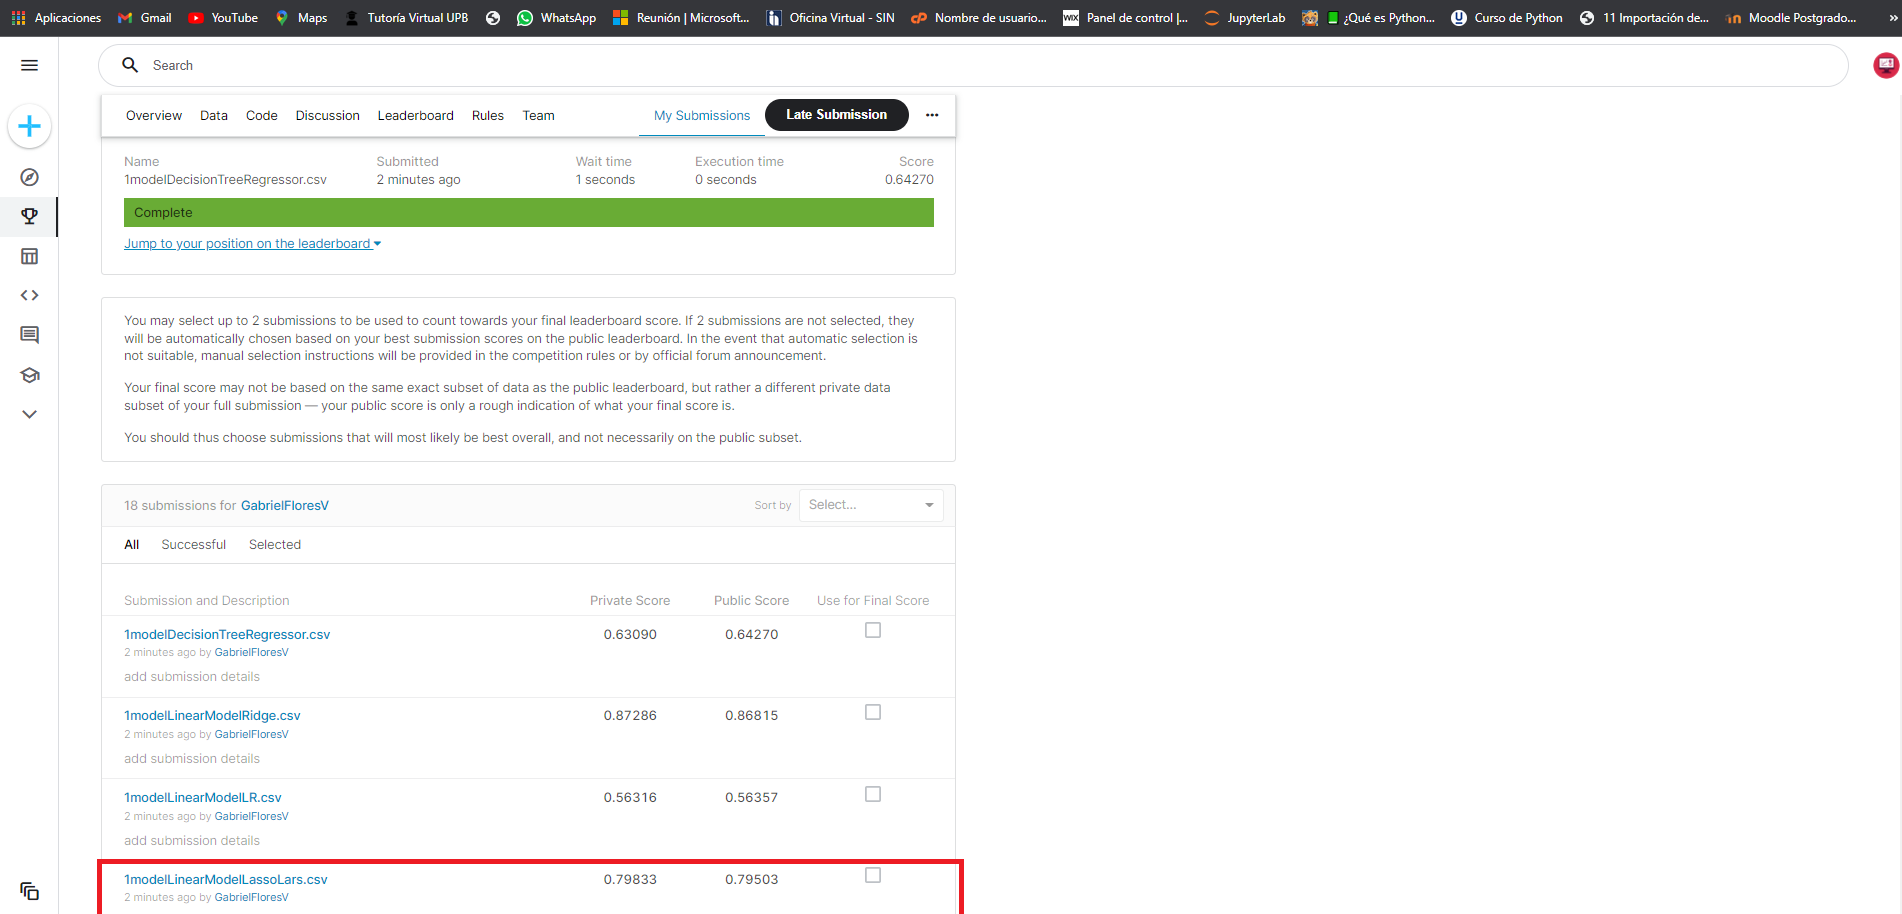 Aplicaciones Gmail YouTube Maps Tutoría Virtual UPB WhatsApp Reunión | Microsoft... Oficina Virtual - SIN Nombre de usuario... Panel de control |... JupyterLab ¿Qué es Python... Curso de Python 11 Importación de... Moodle Postgrado... »
Search
Overview Data Code Discussion Leaderboard Rules Team My Submissions Late Submission ...
Name Submitted Wait time Execution time Score
1modelDecisionTreeRegressor.csv 2 minutes ago 1 seconds 0 seconds 0.64270
Complete
Jump to your position on the leaderboard
You may select up to 2 submissions to be used to count towards your final leaderboard score. If 2 submissions are not selected, they
will be automatically chosen based on your best submission scores on the public leaderboard. In the event that automatic selection is
not suitable, manual selection instructions will be provided in the competition rules or by official forum announcement.
Your final score may not be based on the same exact subset of data as the public leaderboard, but rather a different private data
subset of your full submission — your public score is only a rough indication of what your final score is.
You should thus choose submissions that will most likely be best overall, and not necessarily on the public subset.
18 submissions for GabrielFloresV Sort by Select...
All Successful Selected
Submission and Description Private Score Public Score Use for Final Score
1modelDecisionTreeRegressor.csv 0.63090 0.64270
2 minutes ago by GabrielFloresV
add submission details
1modelLinearModelRidge.csv 0.87286 0.86815
2 minutes ago by GabrielFloresV
add submission details
1modelLinearModelLR.csv 0.56316 0.56357
2 minutes ago by GabrielFloresV
add submission details
1modelLinearModelLassoLars.csv 0.79833 0.79503
2 minutes ago by GabrielFloresV